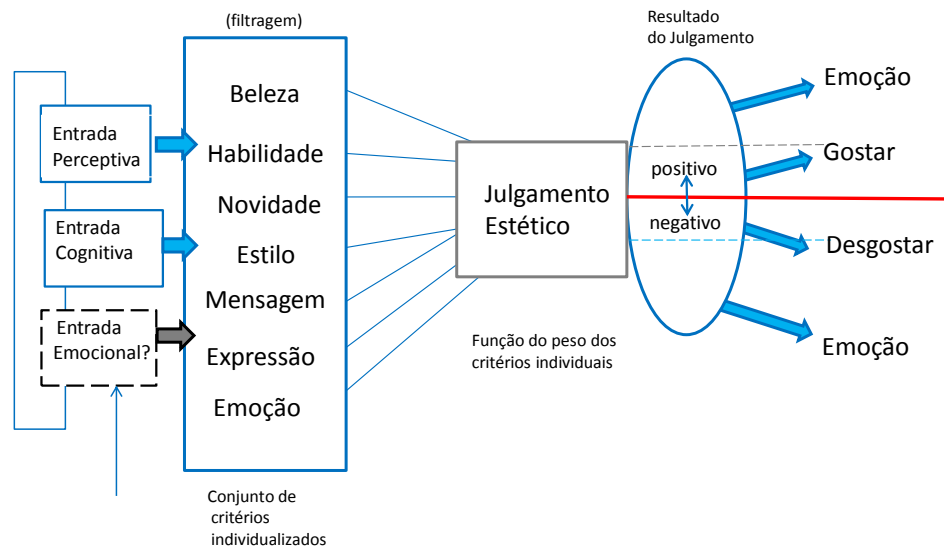 (filtragem)
Resultado
do Julgamento
Entrada
Perceptiva
Entrada
Cognitiva
Entrada
Emocional?
Beleza
Habilidade
Novidade
Estilo
Mensagem
Expressão
Emoção
Conjunto de
critérios
individualizados
Julgamento
Estético
Função do peso dos
critérios individuais
positivo
negativo
Emoção
Gostar
Desgostar
Emoção